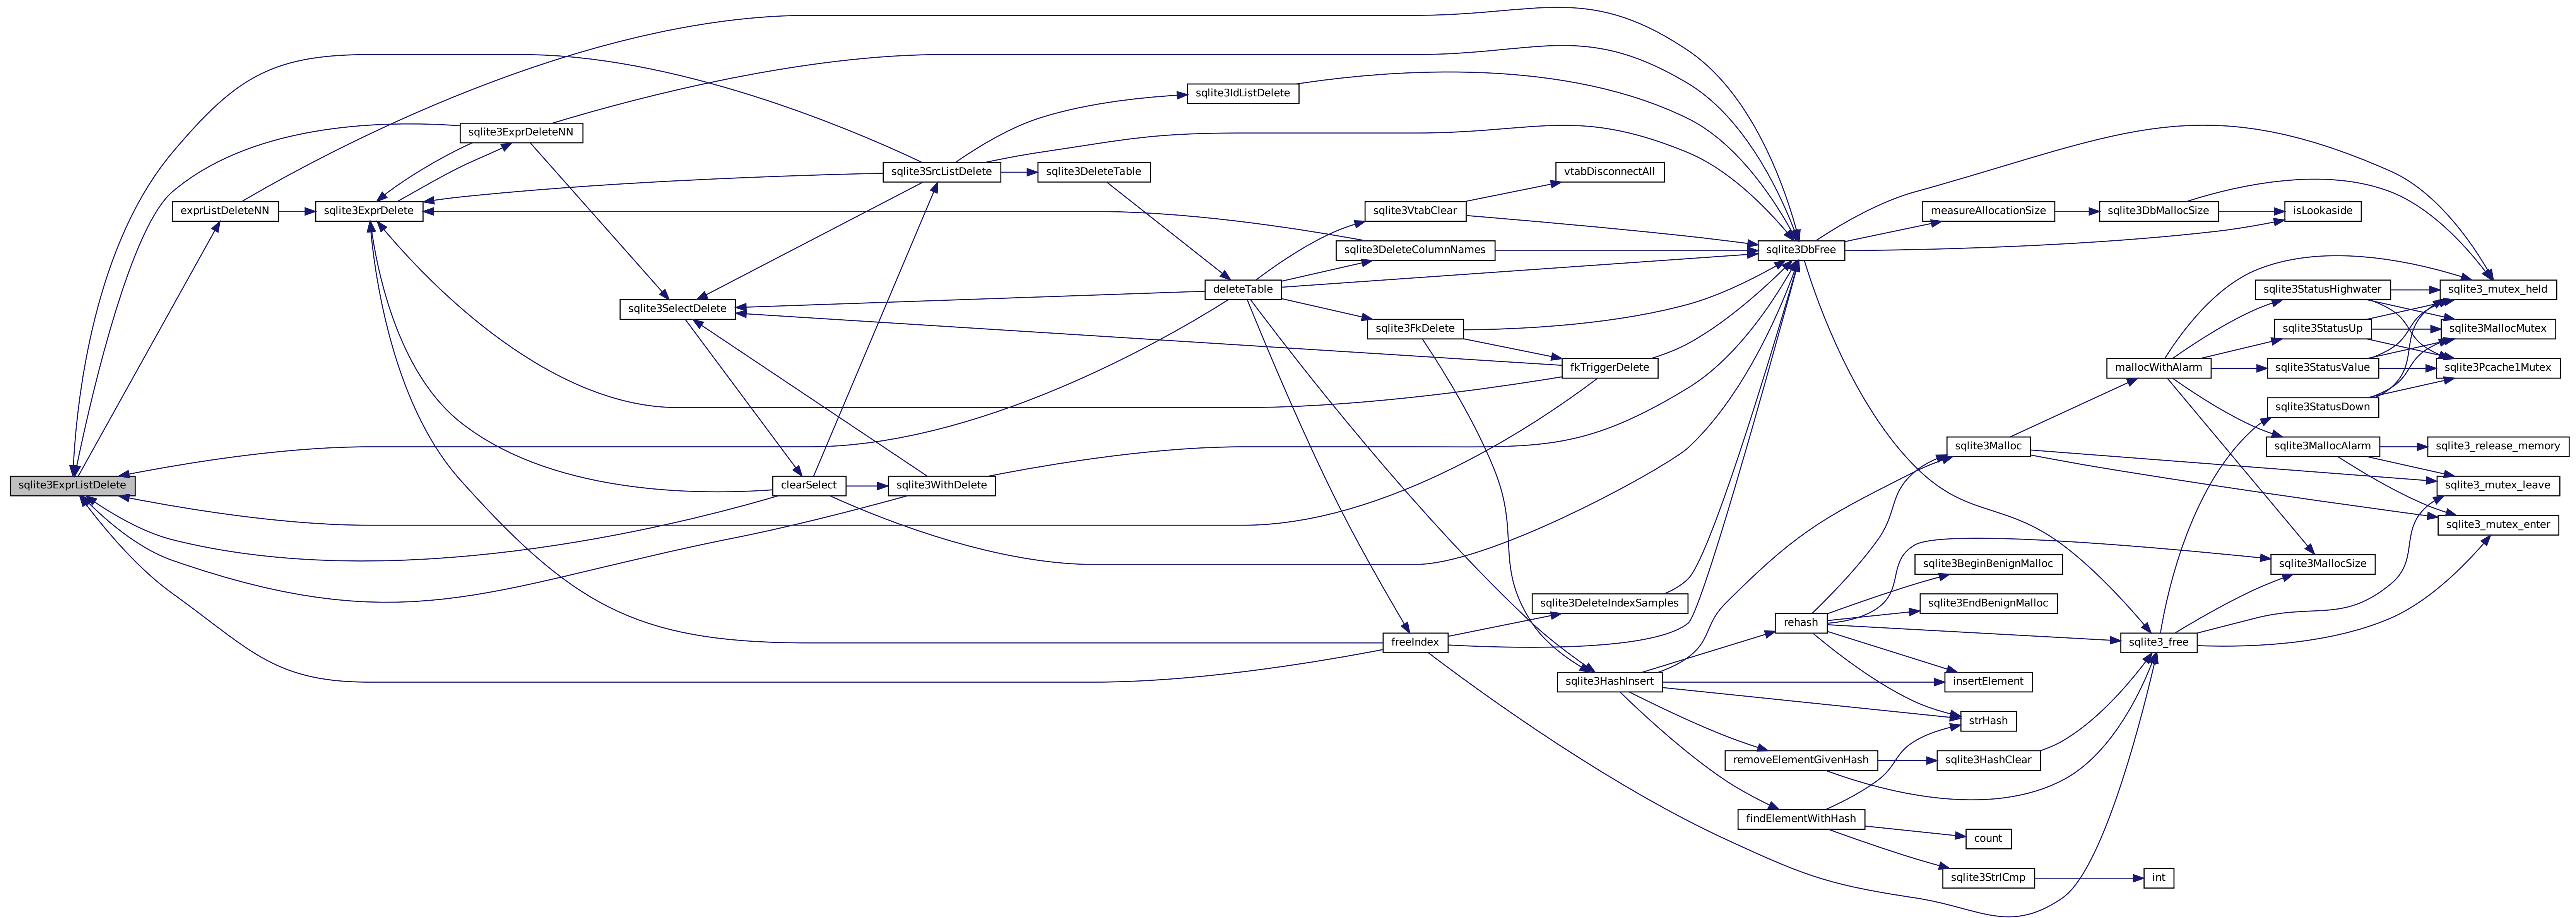 sqlite3ExprListDelete
exprListDeleteNN
sqlite3ExprDelete
sqlite3ExprDeleteNN
sqlite3SelectDelete
clearSelect
sqlite3SrcListDelete
sqlite3WithDelete
sqlite3DeleteTable
sqlite3IdListDelete
deleteTable
sqlite3VtabClear
sqlite3DeleteColumnNames
sqlite3FkDelete
freeIndex
vtabDisconnectAll
fkTriggerDelete
sqlite3DeleteIndexSamples
sqlite3HashInsert
sqlite3DbFree
rehash
removeElementGivenHash
findElementWithHash
measureAllocationSize
sqlite3Malloc
sqlite3BeginBenignMalloc
sqlite3EndBenignMalloc
insertElement
strHash
sqlite3HashClear
count
sqlite3StrICmp
sqlite3DbMallocSize
mallocWithAlarm
sqlite3_free
int
isLookaside
sqlite3StatusHighwater
sqlite3StatusUp
sqlite3StatusValue
sqlite3StatusDown
sqlite3MallocAlarm
sqlite3MallocSize
sqlite3_mutex_held
sqlite3MallocMutex
sqlite3Pcache1Mutex
sqlite3_release_memory
sqlite3_mutex_leave
sqlite3_mutex_enter